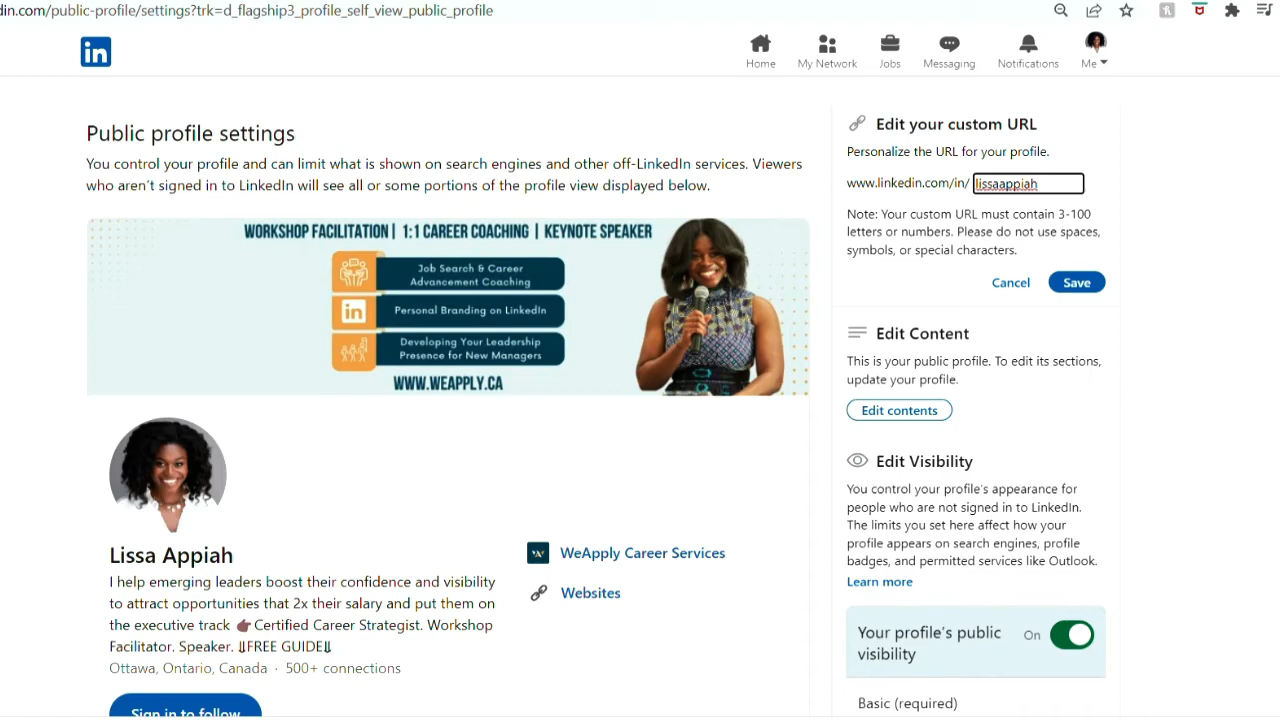 din.com/public-profile/settings?trk=d_flagship3_profile_self_view_public_profile
in
Home
My Network
Jobs
Messaging
Notifications
Me
Public profile settings
You control your profile and can limit what is shown on search engines and other off-LinkedIn services. Viewers
who aren't signed in to LinkedIn will see all or some portions of the profile view displayed below.
WORKSHOP FACILITATION | 1:1 CAREER COACHING | KEYNOTE SPEAKER
Job Search & Career
Advancement Coaching
in
Personal Branding on LinkedIn
Developing Your Leadership
Presence for New Managers
WWW.WEAPPLY.CA
Lissa Appiah
I help emerging leaders boost their confidence and visibility
to attract opportunities that 2x their salary and put them on
the executive track 👉🏾 Certified Career Strategist. Workshop
Facilitator. Speaker. ⇓FREE GUIDE⇓
Ottawa, Ontario, Canada · 500+ connections
Sign in to follow
WeApply Career Services
Websites
Edit your custom URL
Personalize the URL for your profile.
www.linkedin.com/in/ lissaappiah
Note: Your custom URL must contain 3-100
letters or numbers. Please do not use spaces,
symbols, or special characters.
Cancel
Save
Edit Content
This is your public profile. To edit its sections,
update your profile.
Edit contents
Edit Visibility
You control your profile's appearance for
people who are not signed in to LinkedIn.
The limits you set here affect how your
profile appears on search engines, profile
badges, and permitted services like Outlook.
Learn more
Your profile's public
visibility
On
Basic (required)